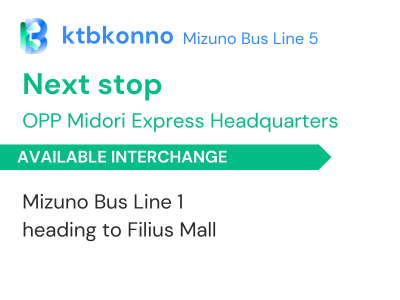 ktbkonno Mizuno Bus Line 5
Next stop
OPP Midori Express Headquarters
AVAILABLE INTERCHANGE
Mizuno Bus Line 1
heading to Filius Mall